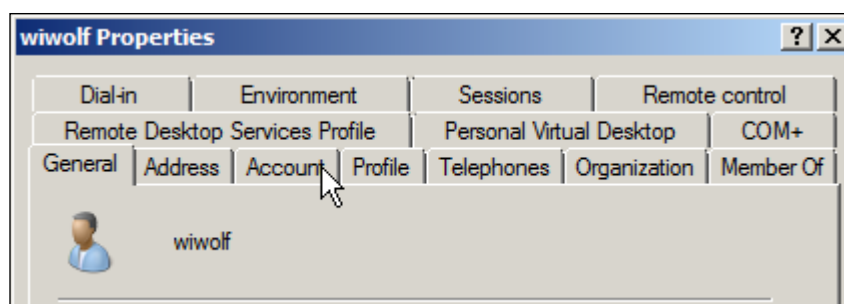 wiwolf Properties
Dial-in Environment Sessions Remote control
Remote Desktop Services Profile Personal Virtual Desktop COM+
General Address Account Profile Telephones Organization Member Of
wiwolf